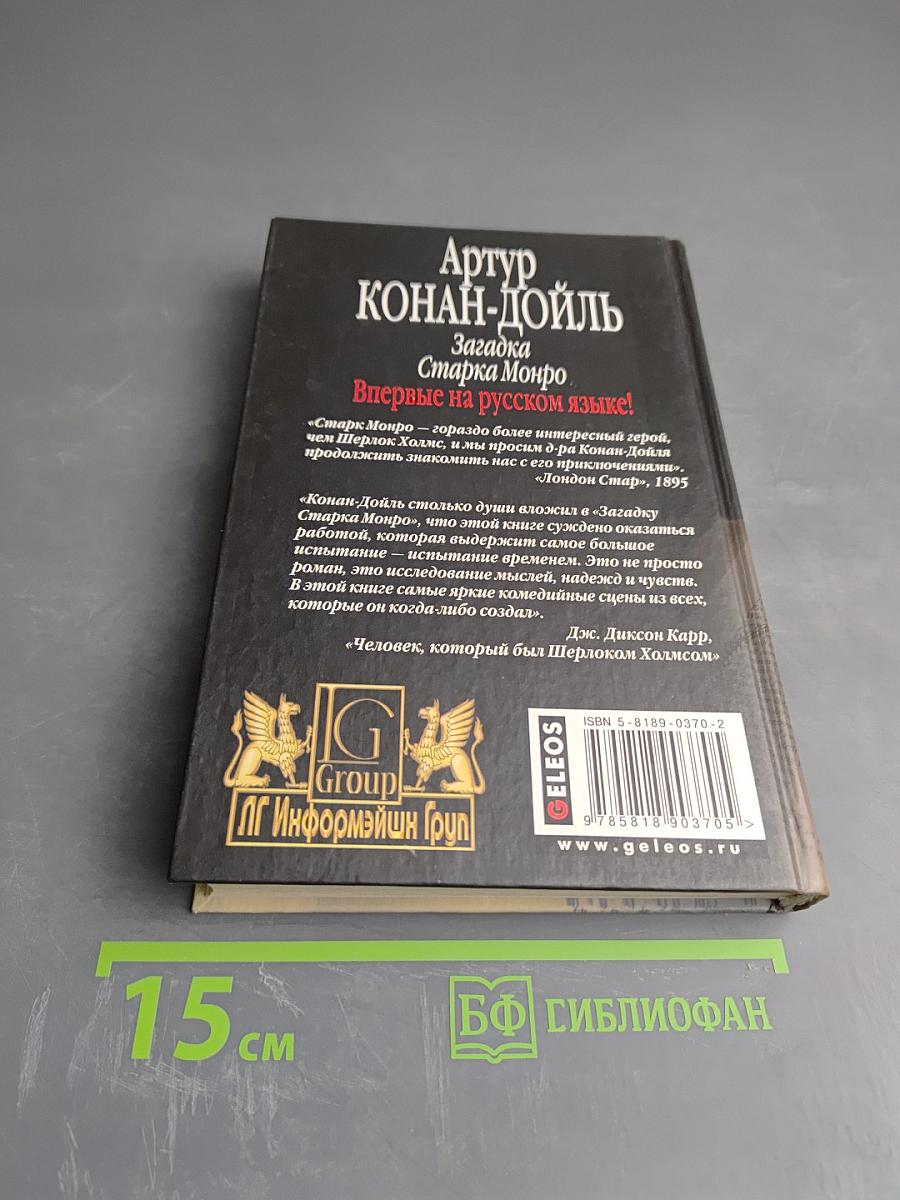 Артур
КОНАН-ДОЙЛЬ
Загадка
Старка Монро
Впервые на русском языке!
«Старк Монро — гораздо более интересный герой,
чем Шерлок Холмс, и мы просим д-ра Конан-Дойля
продолжить знакомить нас с его приключениями».
«Лондон Стар», 1895
«Конан-Дойль столько души вложил в «Загадку
Старка Монро», что этой книге суждено оказаться
работой, которая выдержит самое большое
испытание — испытание временем. Это не просто
роман, это исследование мыслей, надежд и чувств.
В этой книге самые яркие комедийные сцены из всех,
которые он когда-либо создал».
Дж. Диксон Карр,
«Человек, который был Шерлоком Холмсом»
LG
Group
ЛГ Информэйшн Груп
GELEOS
ISBN 5-8189-0370-2
9 785818 903705 >
www.geleos.ru
15 см
БФ БИБЛИОФАН